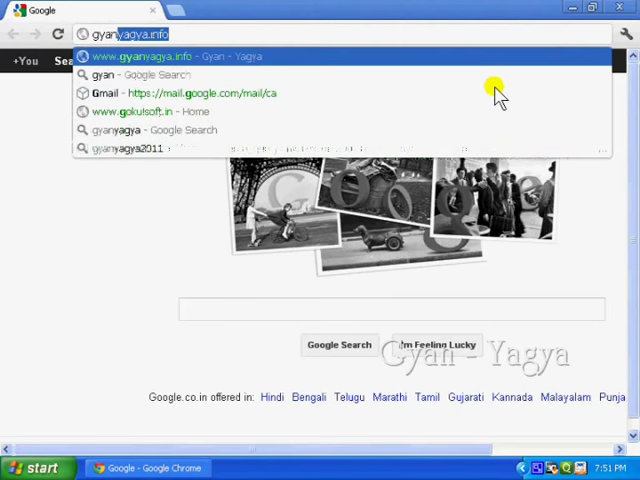 Google
gyanyagya.info
+You
www.gyanyagya.info - Gyan - Yagya
gyan - Google Search
Gmail - https://mail.google.com/mail/ca
www.gokulsoft.in - Home
gyanyagya - Google Search
gyanyagya2011
Google
Google Search
I'm Feeling Lucky
Gyan - Yagya
Google.co.in offered in: Hindi Bengali Telugu Marathi Tamil Gujarati Kannada Malayalam Punja
start
Google - Google Chrome
7:51 PM